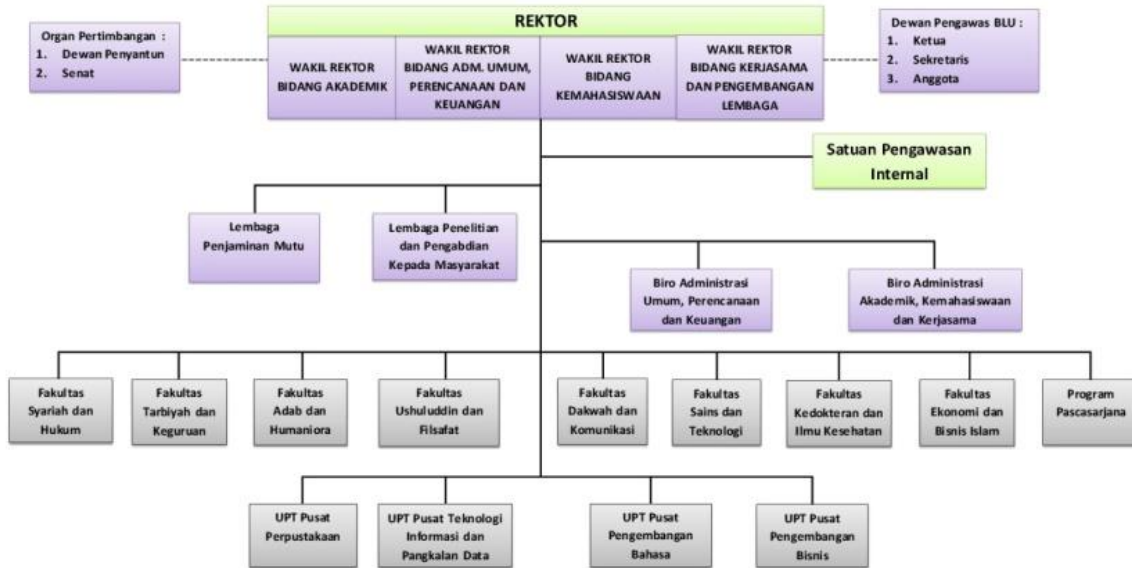 REKTOR
Organ Pertimbangan :
1. Dewan Penyantun
2. Senat
WAKIL REKTOR
BIDANG AKADEMIK
WAKIL REKTOR
BIDANG ADM. UMUM,
PERENCANAAN DAN
KEUANGAN
WAKIL REKTOR
BIDANG
KEMAHASISWAAN
WAKIL REKTOR
BIDANG KERJASAMA
DAN PENGEMBANGAN
LEMBAGA
Dewan Pengawas BLU :
1. Ketua
2. Sekretaris
3. Anggota
Satuan Pengawasan
Internal
Lembaga
Penjaminan Mutu
Lembaga Penelitian
dan Pengabdian
Kepada Masyarakat
Biro Administrasi
Umum, Perencanaan
dan Keuangan
Biro Administrasi
Akademik, Kemahasiswaan
dan Kerjasama
Fakultas
Syariah dan
Hukum
Fakultas
Tarbiyah dan
Keguruan
Fakultas
Adab dan
Humaniora
Fakultas
Ushuluddin dan
Filsafat
Fakultas
Dakwah dan
Komunikasi
Fakultas
Sains dan
Teknologi
Fakultas
Kedokteran dan
Ilmu Kesehatan
Fakultas
Ekonomi dan
Bisnis Islam
Program
Pascasarjana
UPT Pusat
Perpustakaan
UPT Pusat Teknologi
Informasi dan
Pangkalan Data
UPT Pusat
Pengembangan
Bahasa
UPT Pusat
Pengembangan
Bisnis